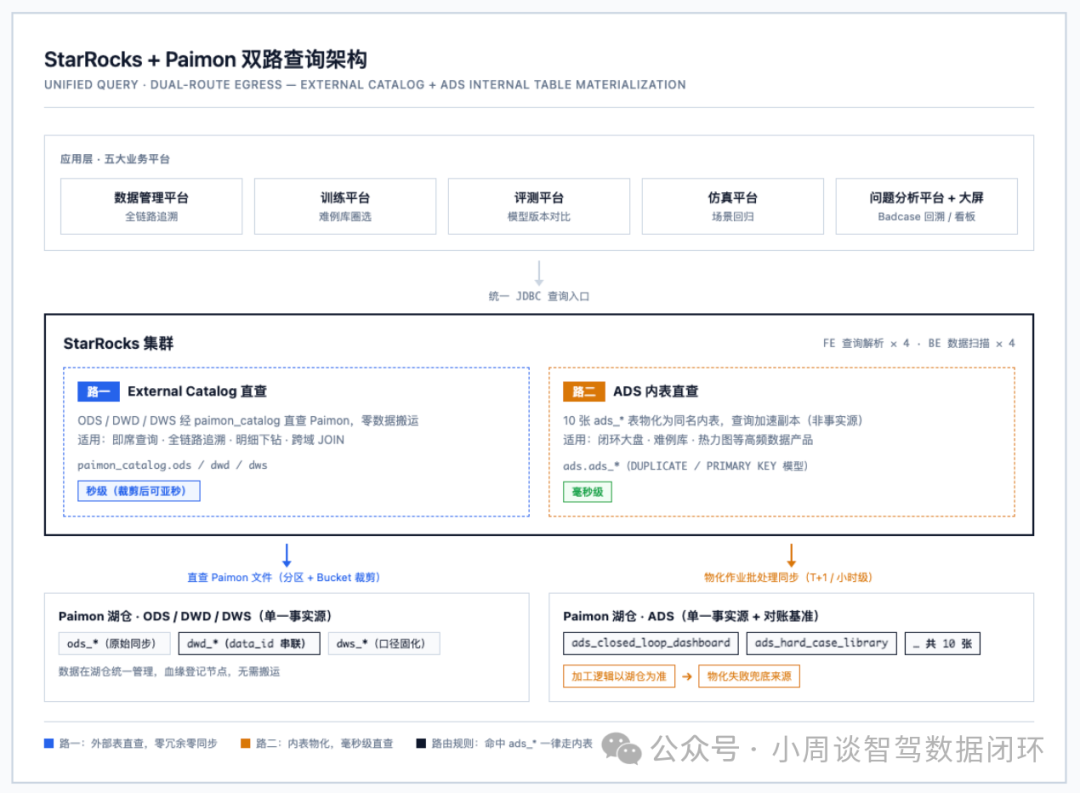 StarRocks + Paimon 双路查询架构
UNIFIED QUERY · DUAL-ROUTE EGRESS — EXTERNAL CATALOG + ADS INTERNAL TABLE MATERIALIZATION
应用层 · 五大业务平台
数据管理平台
全链路追溯
训练平台
难例库圈选
评测平台
模型版本对比
仿真平台
场景回归
问题分析平台 + 大屏
Badcase 回溯 / 看板
统一 JDBC 查询入口
StarRocks 集群
FE 查询解析 × 4 · BE 数据扫描 × 4
路一 External Catalog 直查
ODS / DWD / DWS 经 paimon_catalog 直查 Paimon，零数据搬运
适用：即席查询 · 全链路追溯 · 明细下钻 · 跨域 JOIN
paimon_catalog.ods / dwd / dws
秒级（裁剪后可亚秒）
路二 ADS 内表直查
10 张 ads_* 表物化为同名内表，查询加速副本（非事实源）
适用：闭环大盘 · 难例库 · 热力图等高频数据产品
ads.ads_*（DUPLICATE / PRIMARY KEY 模型）
毫秒级
直查 Paimon 文件（分区 + Bucket 裁剪）
物化作业批处理同步（T+1 / 小时级）
Paimon 湖仓 · ODS / DWD / DWS（单一事实源）
ods_*（原始同步） dwd_*（data_id 串联） dws_*（口径固化）
数据在湖仓统一管理，血缘登记节点，无需搬运
Paimon 湖仓 · ADS（单一事实源 + 对账基准）
ads_closed_loop_dashboard ads_hard_case_library … 共 10 张
加工逻辑以湖仓为准 → 物化失败兜底来源
路一：外部表直查，零冗余零同步 路二：内表物化，毫秒级直查 路由规则：命中 ads_* 一律走内表
公众号 · 小周谈智驾数据闭环